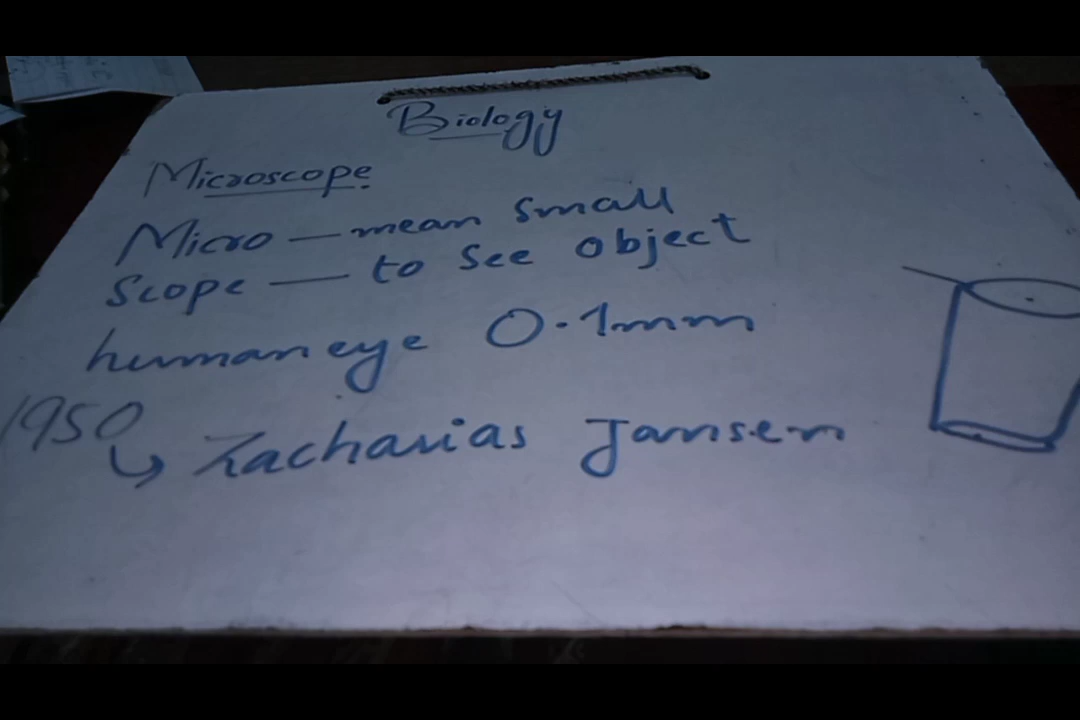 Biology
Microscope.
Micro — mean small
Scope — to see object
human eye 0.1mm
1950
↳ Zacharias Jansen